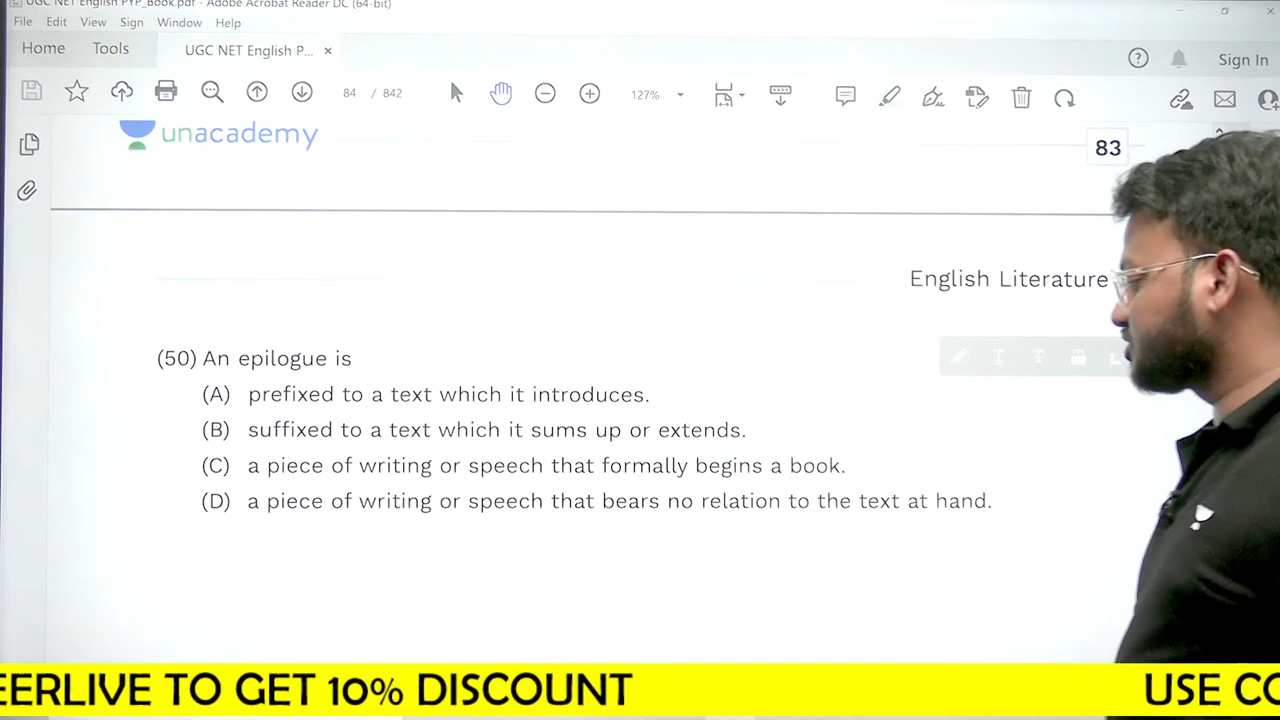 UGC NET English PYP_Book.pdf - Adobe Acrobat Reader DC (64-bit)
File Edit View Sign Window Help
Home Tools UGC NET English P... × Sign In
84 / 842 127%
unacademy
83
English Literature
(50) An epilogue is
(A) prefixed to a text which it introduces.
(B) suffixed to a text which it sums up or extends.
(C) a piece of writing or speech that formally begins a book.
(D) a piece of writing or speech that bears no relation to the text at hand.
EERLIVE TO GET 10% DISCOUNT USE CO